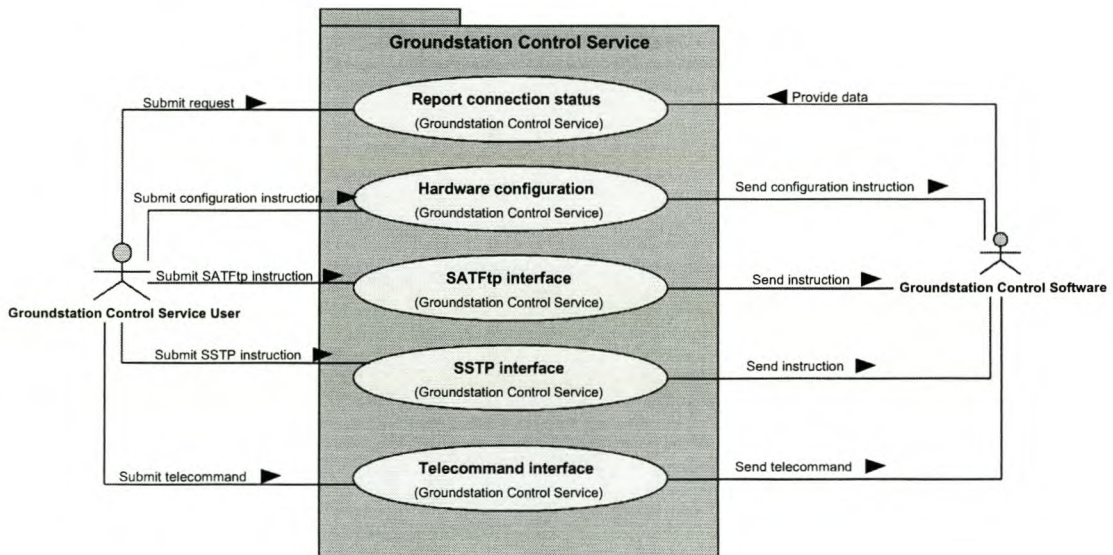 Groundstation Control Service
Submit request
Report connection status
(Groundstation Control Service)
Provide data
Submit configuration instruction
Hardware configuration
(Groundstation Control Service)
Send configuration instruction
Submit SATFtp instruction
SATFtp interface
(Groundstation Control Service)
Send instruction
Groundstation Control Service User
Groundstation Control Software
Submit SSTP instruction
SSTP interface
(Groundstation Control Service)
Send instruction
Submit telecommand
Telecommand interface
(Groundstation Control Service)
Send telecommand